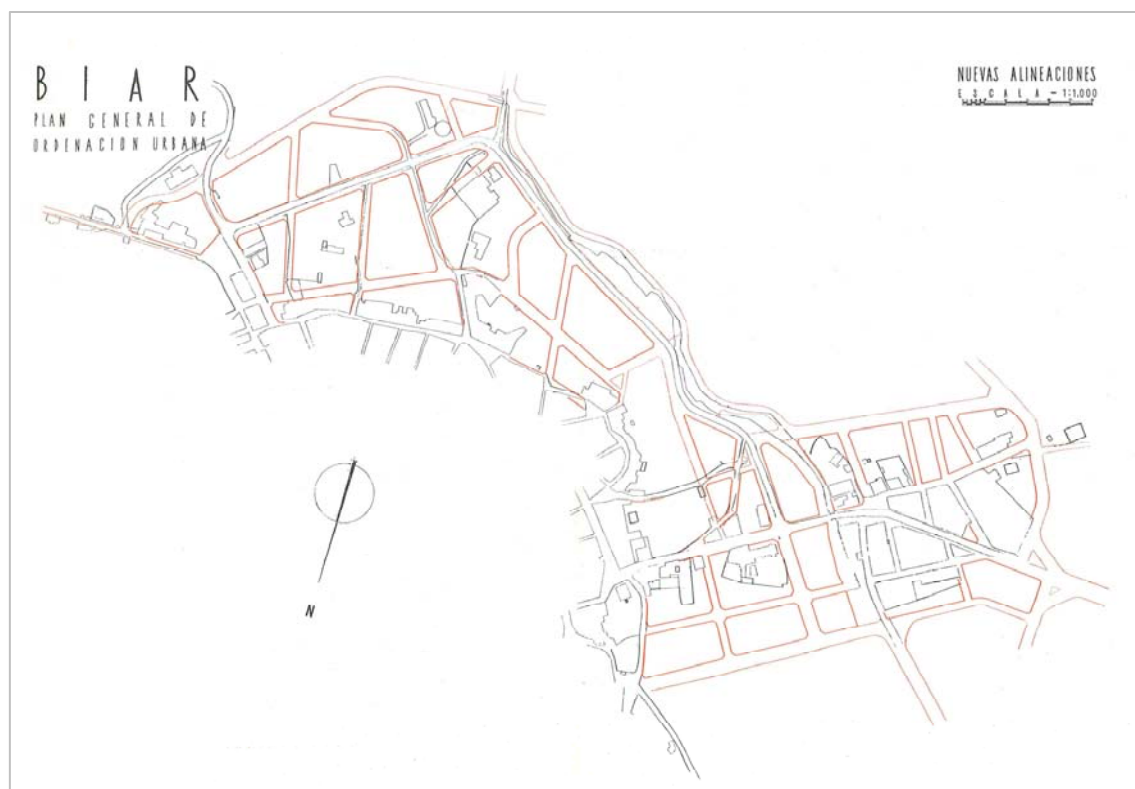 BIAR
PLAN GENERAL DE
ORDENACION URBANA
NUEVAS ALINEACIONES
ESCALA - 1:1.000
N